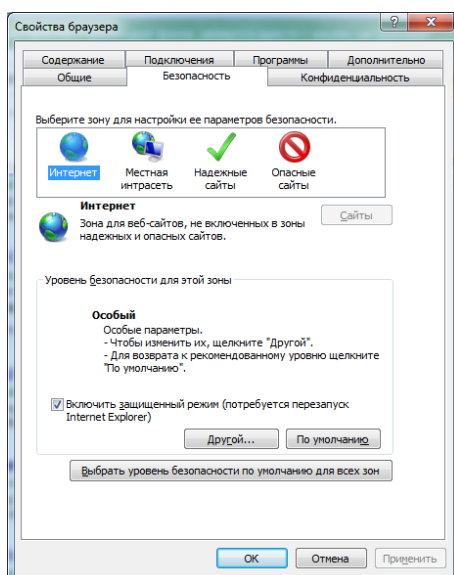 Свойства браузера
Содержание Подключения Программы Дополнительно
Общие Безопасность Конфиденциальность
Выберите зону для настройки ее параметров безопасности.
Интернет Местная интрасеть Надежные сайты Опасные сайты
Интернет
Зона для веб-сайтов, не включенных в зоны
надежных и опасных сайтов.
Сайты
Уровень безопасности для этой зоны
Особый
Особые параметры.
- Чтобы изменить их, щелкните "Другой".
- Для возврата к рекомендованному уровню щелкните
"По умолчанию".
Включить защищенный режим (потребуется перезапуск
Internet Explorer)
Другой... По умолчанию
Выбрать уровень безопасности по умолчанию для всех зон
ОК Отмена Применить